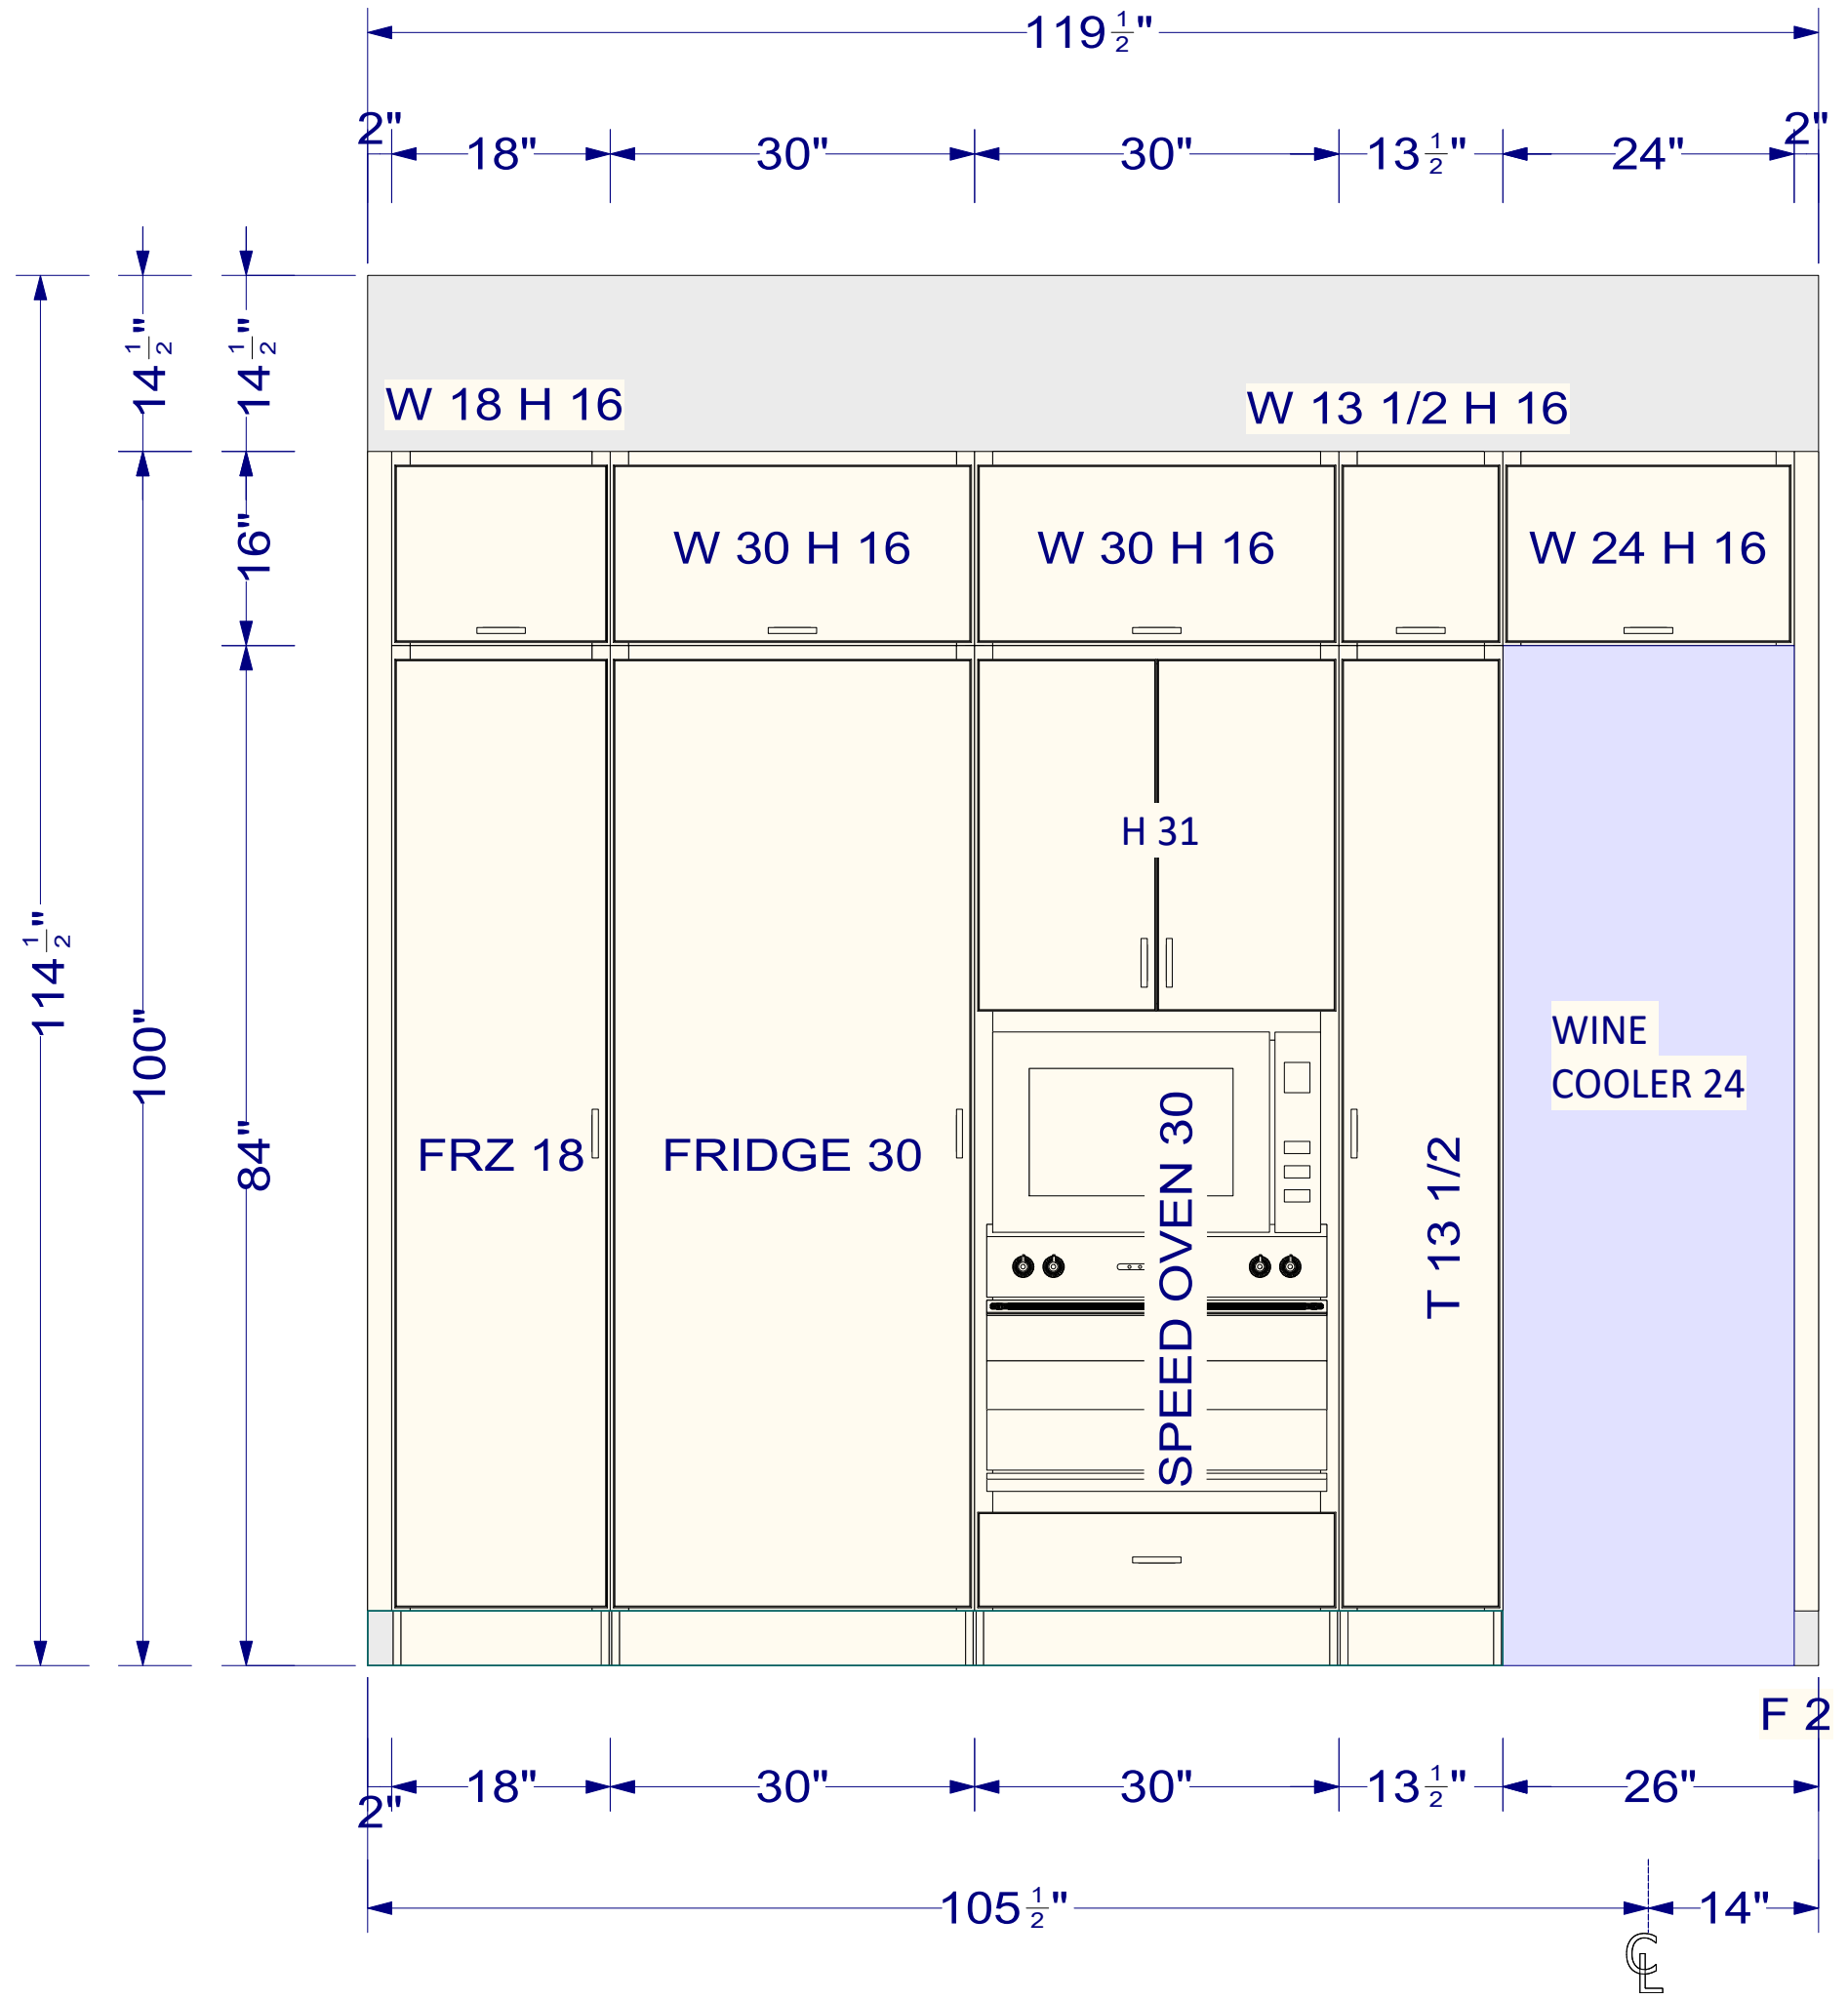 119 1/2"
2" 18" 30" 30" 13 1/2" 24" 2"
14 1/2"
14 1/2"
W 18 H 16
W 13 1/2 H 16
16"
W 30 H 16
W 30 H 16
W 24 H 16
H 31
114 1/2"
100"
84"
WINE
COOLER 24
FRZ 18
FRIDGE 30
SPEED OVEN 30
T 13 1/2
F 2
2" 18" 30" 30" 13 1/2" 26"
105 1/2" 14"
CL